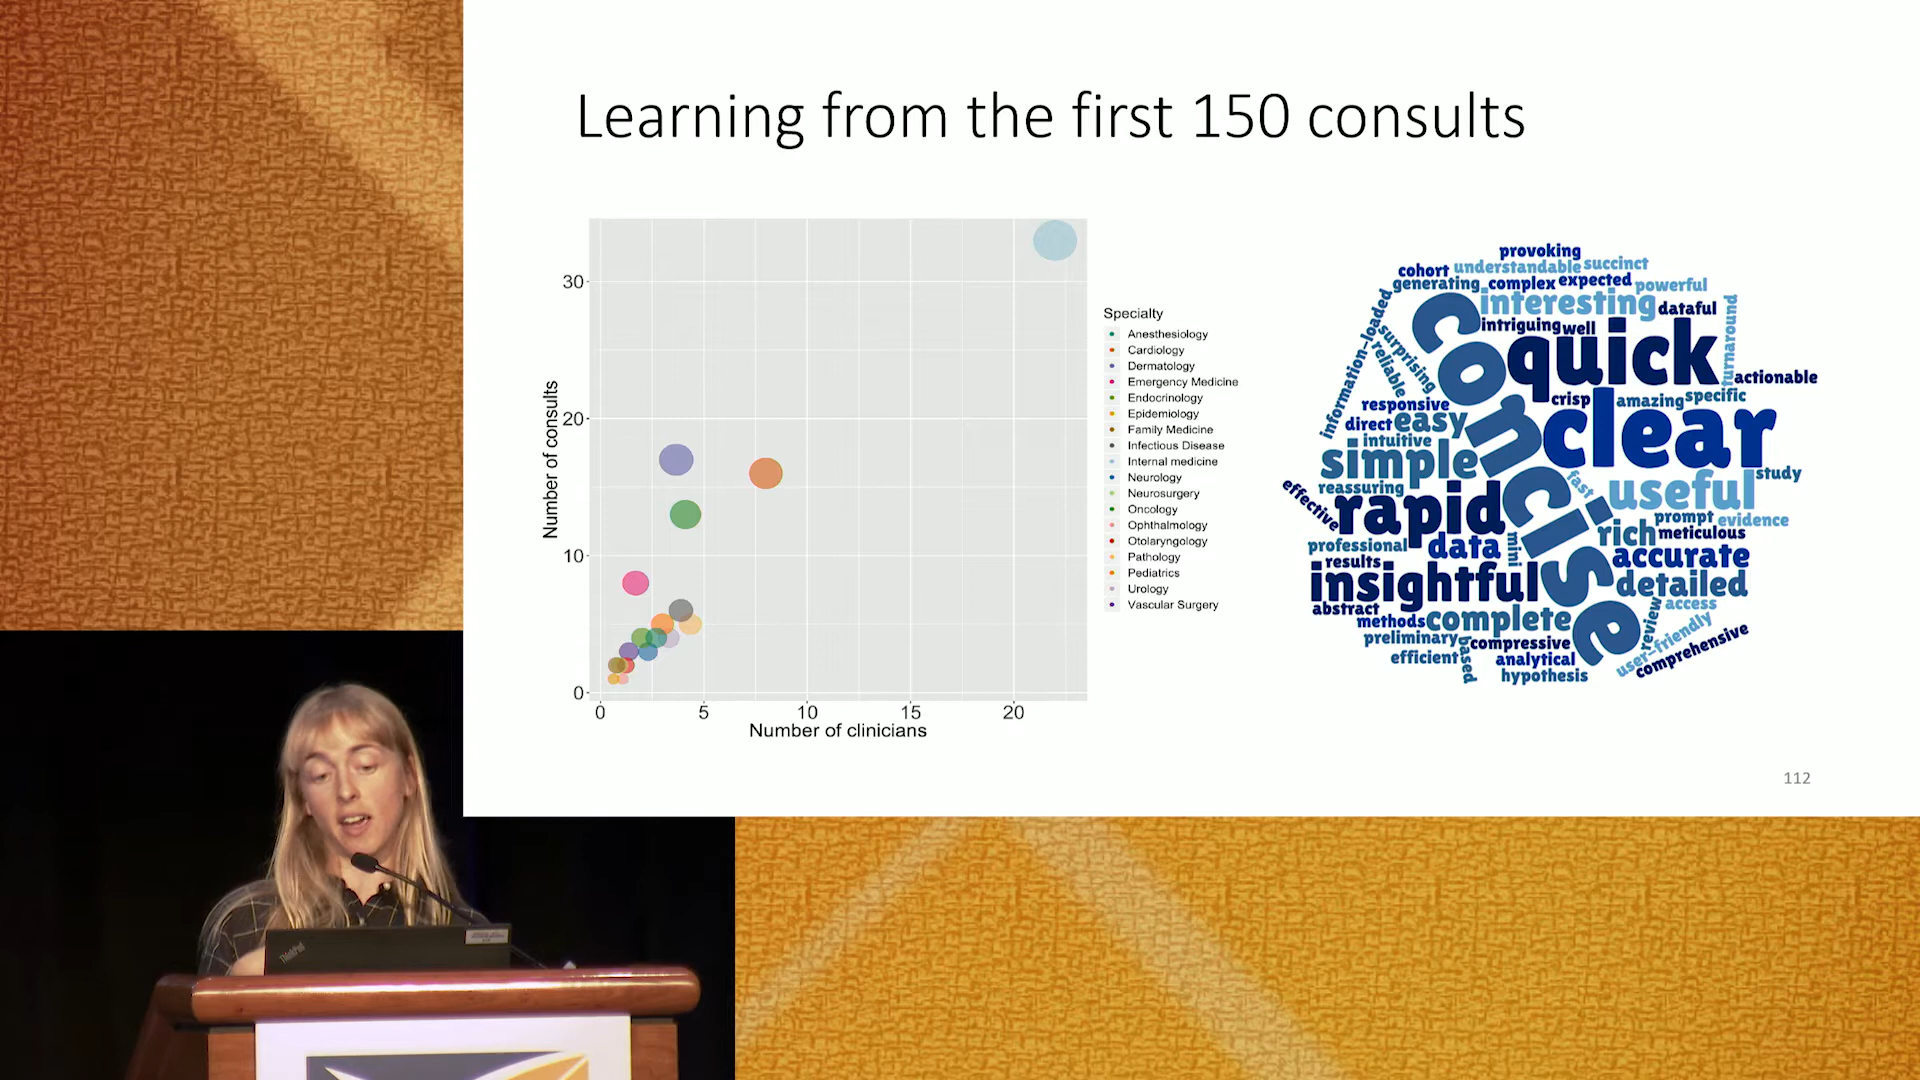 Learning from the first 150 consults
Number of consults
30
20
10
0
0 5 10 15 20
Number of clinicians
Specialty
Anesthesiology
Cardiology
Dermatology
Emergency Medicine
Endocrinology
Epidemiology
Family Medicine
Infectious Disease
Internal medicine
Neurology
Neurosurgery
Oncology
Ophthalmology
Otolaryngology
Pathology
Pediatrics
Urology
Vascular Surgery
provoking
cohort understandable succinct
generating complex expected powerful
interesting dataful
intriguing well
information-loaded
surprising
reliable
concise
quick
turnaround
actionable
crisp amazing specific
responsive
direct easy
intuitive
clear
simple
fast
study
reassuring
useful
effective
rapid
prompt evidence
rich meticulous
professional data
mini
accurate
results
insightful
detailed
abstract
methods complete
review
access
preliminary
based
compressive
user-friendly
comprehensive
efficient
analytical
hypothesis
112
ThinkPad